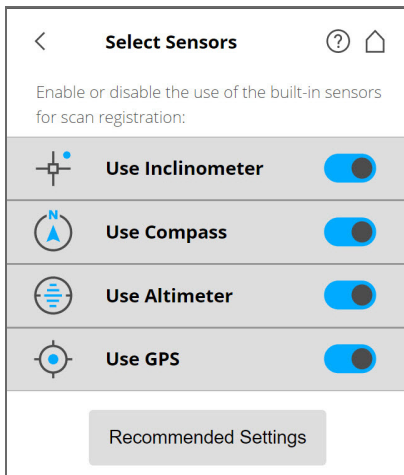 Select Sensors
?
Enable or disable the use of the built-in sensors
for scan registration:
Use Inclinometer
N
Use Compass
Use Altimeter
Use GPS
Recommended Settings